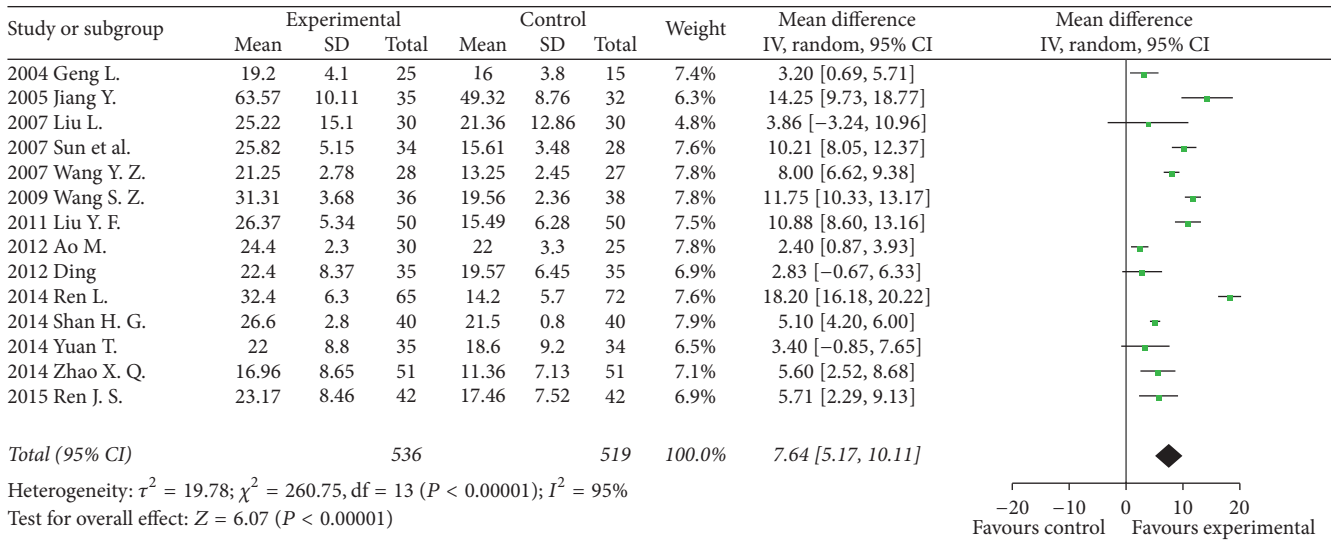 Study or subgroup Experimental Control Weight Mean difference Mean difference
Mean SD Total Mean SD Total IV, random, 95% CI IV, random, 95% CI
2004 Geng L. 19.2 4.1 25 16 3.8 15 7.4% 3.20 [0.69, 5.71]
2005 Jiang Y. 63.57 10.11 35 49.32 8.76 32 6.3% 14.25 [9.73, 18.77]
2007 Liu L. 25.22 15.1 30 21.36 12.86 30 4.8% 3.86 [−3.24, 10.96]
2007 Sun et al. 25.82 5.15 34 15.61 3.48 28 7.6% 10.21 [8.05, 12.37]
2007 Wang Y. Z. 21.25 2.78 28 13.25 2.45 27 7.8% 8.00 [6.62, 9.38]
2009 Wang S. Z. 31.31 3.68 36 19.56 2.36 38 7.8% 11.75 [10.33, 13.17]
2011 Liu Y. F. 26.37 5.34 50 15.49 6.28 50 7.5% 10.88 [8.60, 13.16]
2012 Ao M. 24.4 2.3 30 22 3.3 25 7.8% 2.40 [0.87, 3.93]
2012 Ding 22.4 8.37 35 19.57 6.45 35 6.9% 2.83 [−0.67, 6.33]
2014 Ren L. 32.4 6.3 65 14.2 5.7 72 7.6% 18.20 [16.18, 20.22]
2014 Shan H. G. 26.6 2.8 40 21.5 0.8 40 7.9% 5.10 [4.20, 6.00]
2014 Yuan T. 22 8.8 35 18.6 9.2 34 6.5% 3.40 [−0.85, 7.65]
2014 Zhao X. Q. 16.96 8.65 51 11.36 7.13 51 7.1% 5.60 [2.52, 8.68]
2015 Ren J. S. 23.17 8.46 42 17.46 7.52 42 6.9% 5.71 [2.29, 9.13]
Total (95% CI) 536 519 100.0% 7.64 [5.17, 10.11]
Heterogeneity: τ² = 19.78; χ² = 260.75, df = 13 (P < 0.00001); I² = 95%
Test for overall effect: Z = 6.07 (P < 0.00001)
−20 −10 0 10 20
Favours control Favours experimental